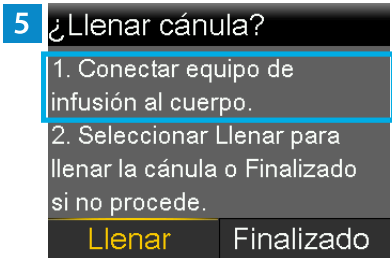 5
¿Llenar cánula?
1. Conectar equipo de
infusión al cuerpo.
2. Seleccionar Llenar para
llenar la cánula o Finalizado
si no procede.
Llenar Finalizado